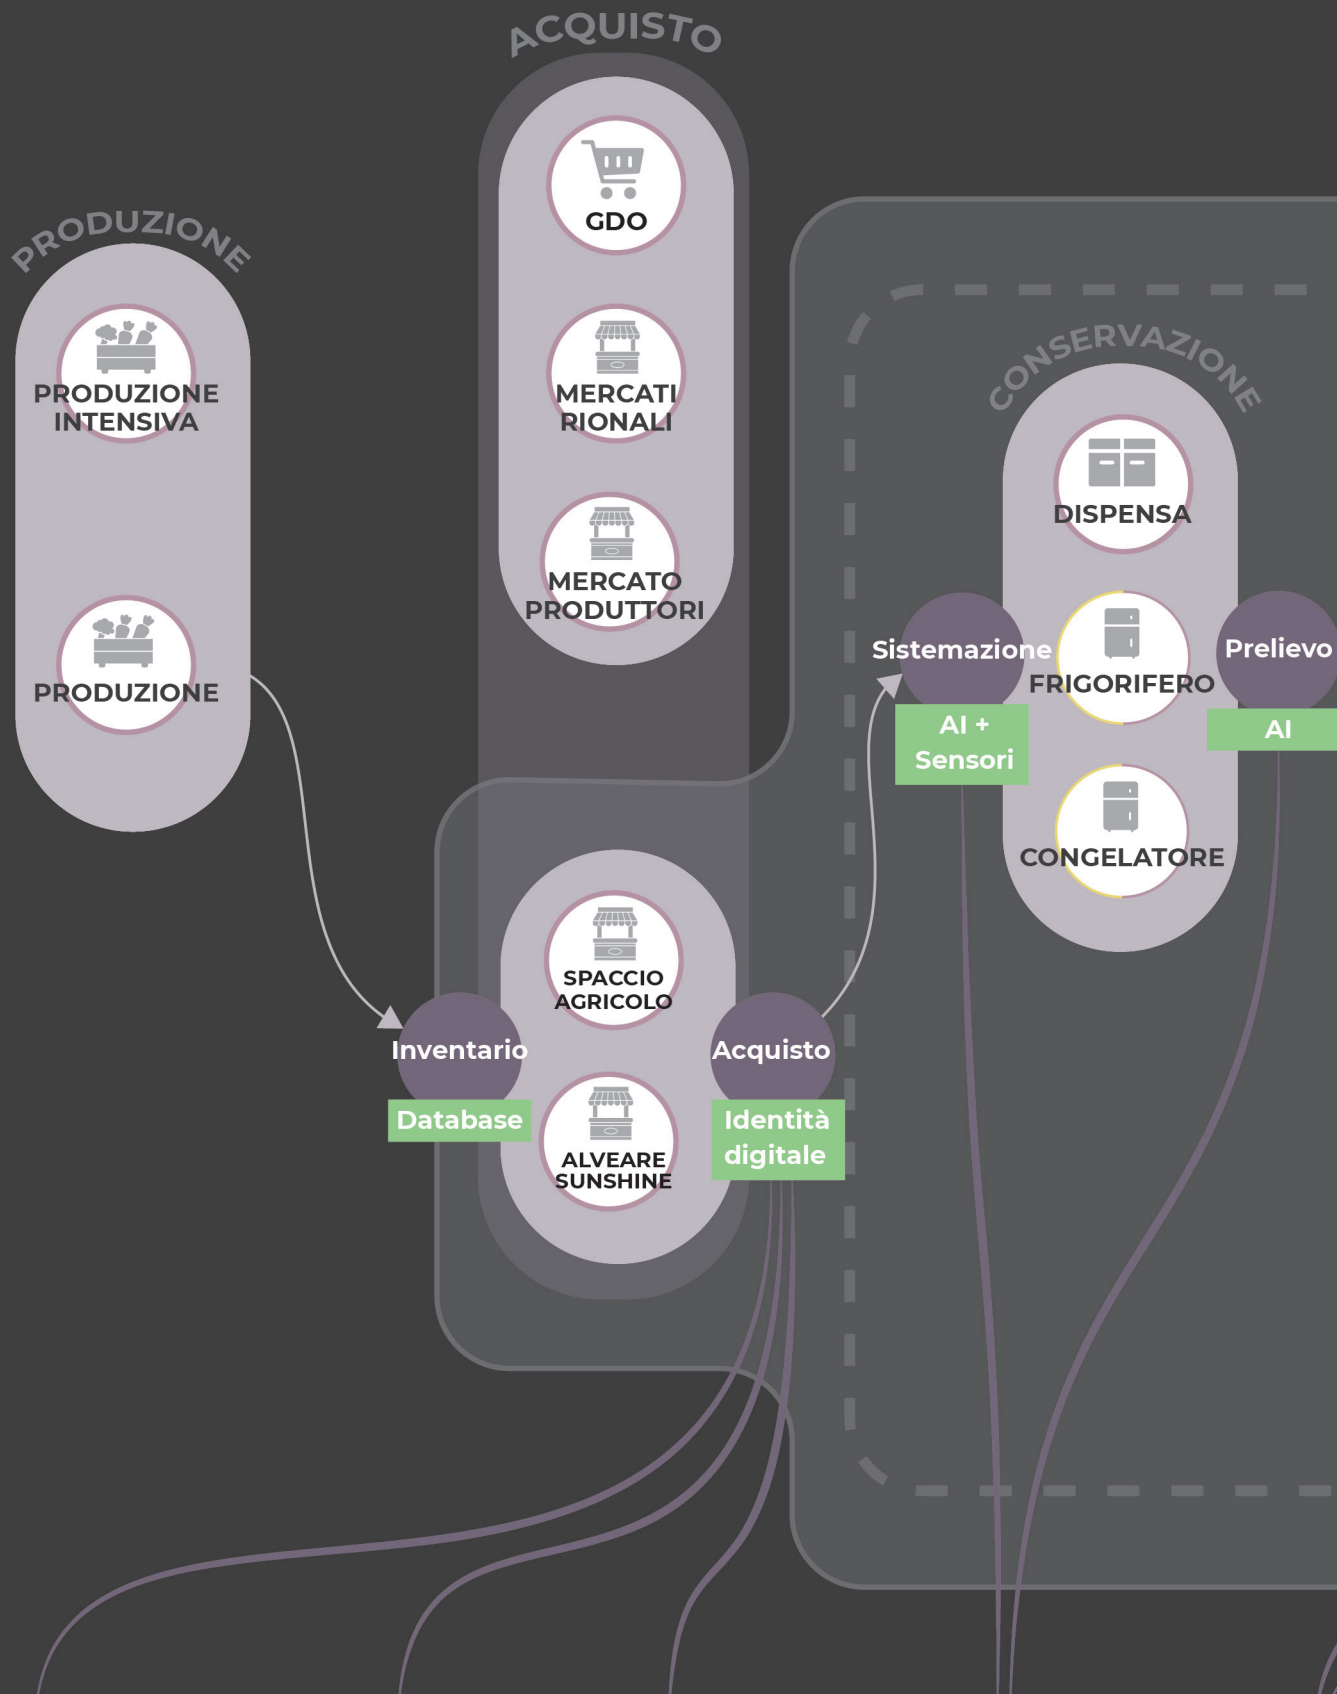 ACQUISTO
GDO
MERCATI
RIONALI
MERCATO
PRODUTTORI
PRODUZIONE
PRODUZIONE
INTENSIVA
PRODUZIONE
CONSERVAZIONE
DISPENSA
FRIGORIFERO
CONGELATORE
Sistemazione
AI +
Sensori
Prelievo
AI
SPACCIO
AGRICOLO
ALVEARE
SUNSHINE
Inventario
Database
Acquisto
Identità
digitale